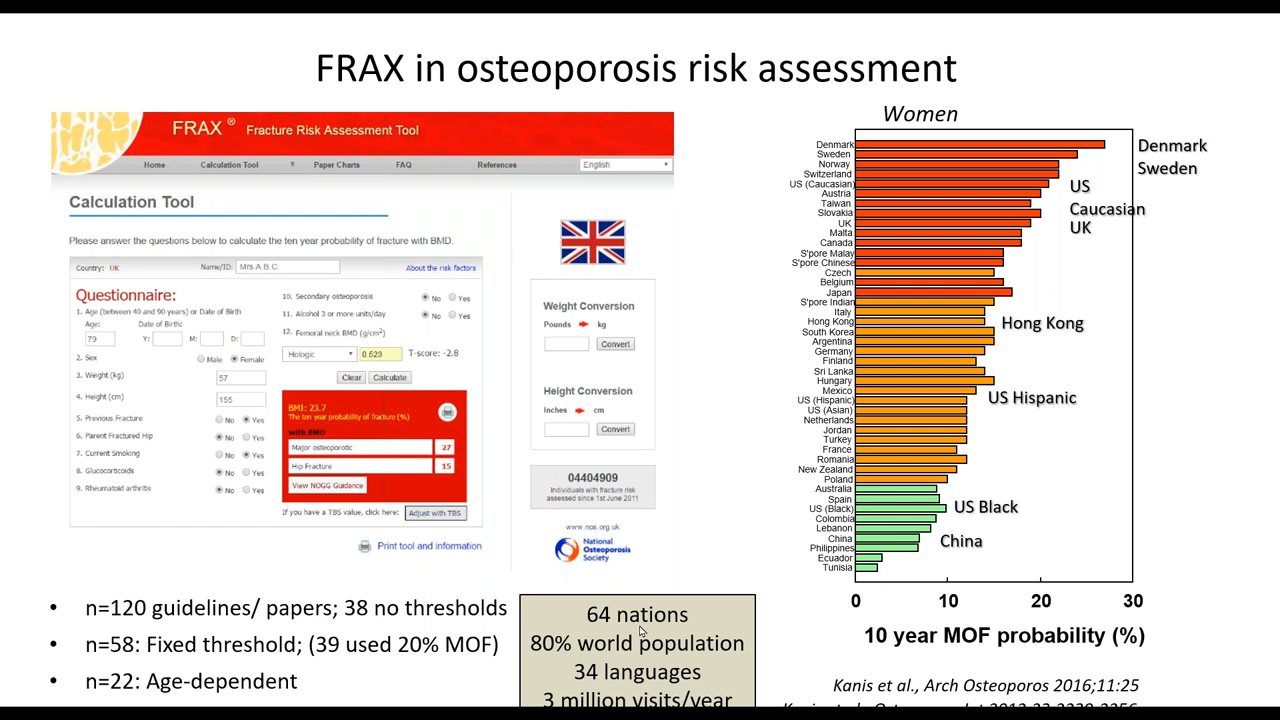 FRAX in osteoporosis risk assessment
FRAX ® Fracture Risk Assessment Tool
Home Calculation Tool Paper Charts FAQ References English
Calculation Tool
Please answer the questions below to calculate the ten year probability of fracture with BMD.
Country: UK Name/ID: Mrs A.B.C. About the risk factors
Questionnaire:
1. Age (between 40 and 90 years) or Date of Birth
Age: Date of Birth:
79 Y: M: D:
2. Sex Male Female
3. Weight (kg) 57
4. Height (cm) 155
5. Previous Fracture No Yes
6. Parent Fractured Hip No Yes
7. Current Smoking No Yes
8. Glucocorticoids No Yes
9. Rheumatoid arthritis No Yes
10. Secondary osteoporosis No Yes
11. Alcohol 3 or more units/day No Yes
12. Femoral neck BMD (g/cm²)
Hologic 0.523 T-score: -2.8
Clear Calculate
BMI: 23.7
The ten year probability of fracture (%)
with BMD
Major osteoporotic 27
Hip Fracture 15
View NOGG Guidance
If you have a TBS value, click here: Adjust with TBS
Print tool and information
Weight Conversion
Pounds kg
Convert
Height Conversion
Inches cm
Convert
04404909
Individuals with fracture risk
assessed since 1st June 2011
www.nos.org.uk
National
Osteoporosis
Society
• n=120 guidelines/ papers; 38 no thresholds
• n=58: Fixed threshold; (39 used 20% MOF)
• n=22: Age-dependent
64 nations
80% world population
34 languages
3 million visits/year
Women
Denmark
Sweden
Norway
Switzerland
US (Caucasian)
Austria
Taiwan
Slovakia
UK
Malta
Canada
S'pore Malay
S'pore Chinese
Czech
Belgium
Japan
S'pore Indian
Italy
Hong Kong
South Korea
Argentina
Germany
Finland
Sri Lanka
Hungary
Mexico
US (Hispanic)
US (Asian)
Netherlands
Jordan
Turkey
France
Romania
New Zealand
Poland
Australia
Spain
US (Black)
Colombia
Lebanon
China
Philippines
Ecuador
Tunisia
Denmark
Sweden
US
Caucasian
UK
Hong Kong
US Hispanic
US Black
China
0 10 20 30
10 year MOF probability (%)
Kanis et al., Arch Osteoporos 2016;11:25